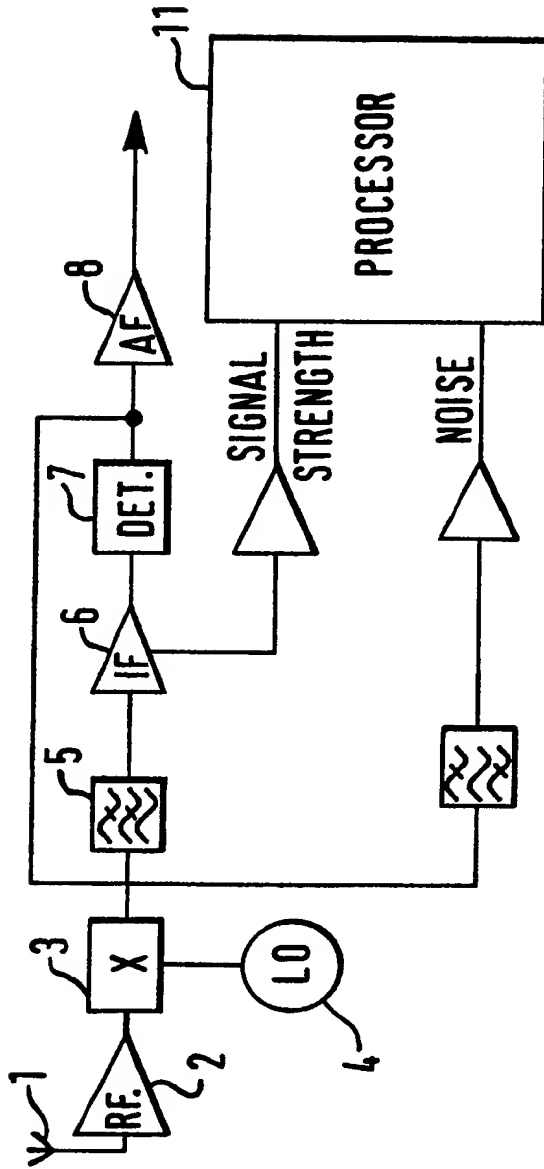 1
RF.
2
3
X
LO
4
5
6
IF
7
DET.
8
AF
SIGNAL
STRENGTH
NOISE
PROCESSOR
11